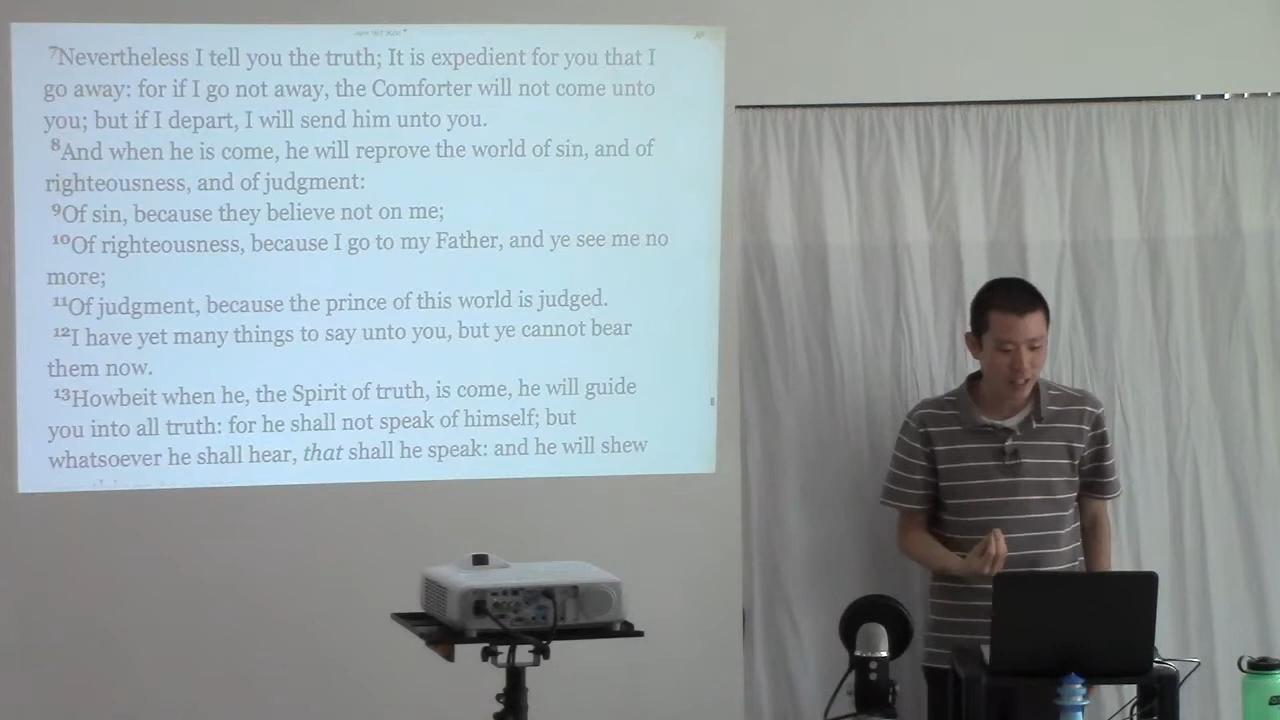 7Nevertheless I tell you the truth; It is expedient for you that I
go away: for if I go not away, the Comforter will not come unto
you; but if I depart, I will send him unto you.
8And when he is come, he will reprove the world of sin, and of
righteousness, and of judgment:
9Of sin, because they believe not on me;
10Of righteousness, because I go to my Father, and ye see me no
more;
11Of judgment, because the prince of this world is judged.
12I have yet many things to say unto you, but ye cannot bear
them now.
13Howbeit when he, the Spirit of truth, is come, he will guide
you into all truth: for he shall not speak of himself; but
whatsoever he shall hear, that shall he speak: and he will shew